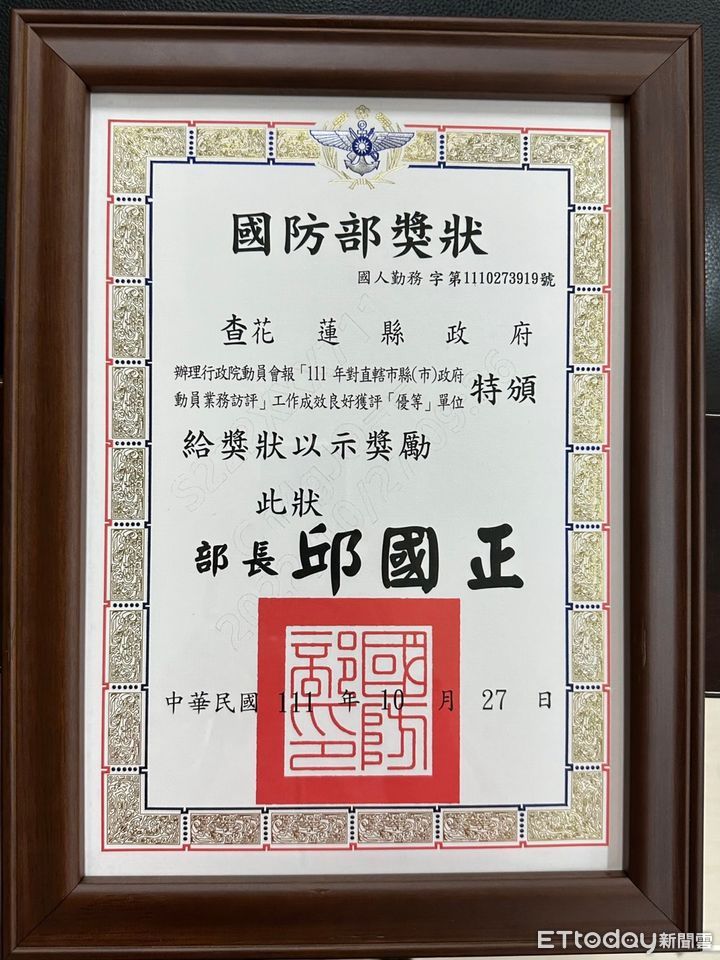 國防部獎狀
國人勤務 字 第1110273919號
查花 蓮 縣 政 府
辦理行政院動員會報「111 年對直轄市縣(市)政府
動員業務訪評」工作成效良好獲評「優等」單位 特頒
給獎狀以示獎勵
此狀
部長 邱國正
中華民國 111 年 10 月 27 日
國防
部印
ETtoday新聞雲